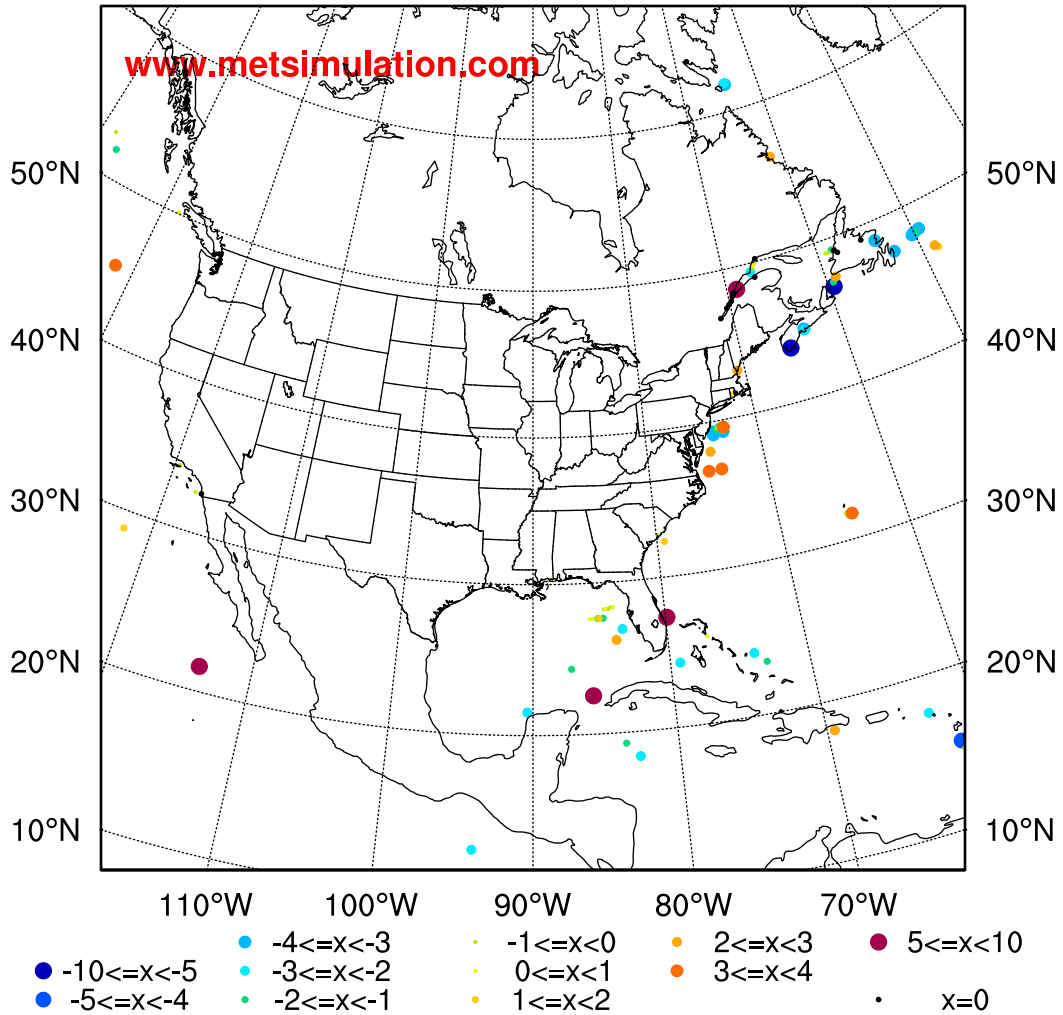 www.metsimulation.com
50°N 50°N
40°N 40°N
30°N 30°N
20°N 20°N
10°N 10°N
110°W 100°W 90°W 80°W 70°W
-4<=x<-3 -1<=x<0 2<=x<3 5<=x<10
-10<=x<-5 -3<=x<-2 0<=x<1 3<=x<4
-5<=x<-4 -2<=x<-1 1<=x<2 x=0